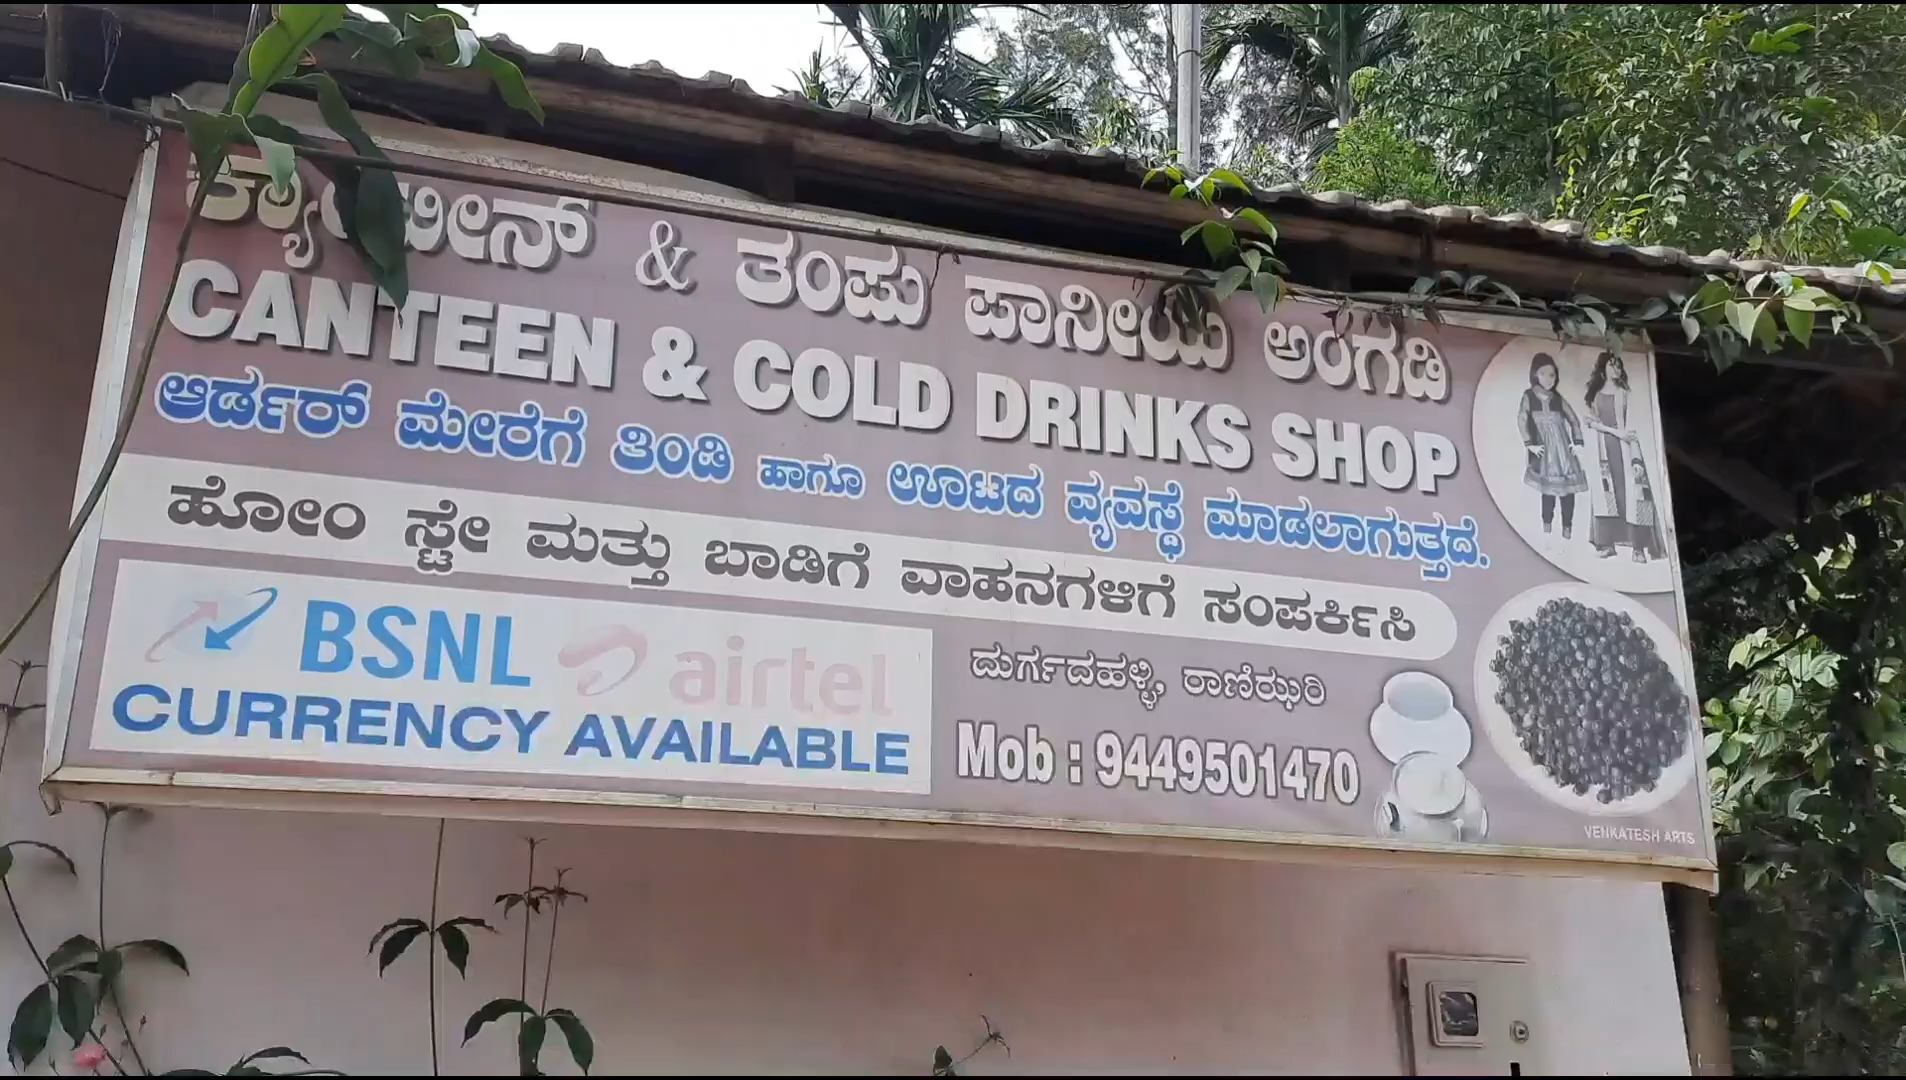 ಕ್ಯಾಂಟೀನ್ & ತಂಪು ಪಾನೀಯ ಅಂಗಡಿ
CANTEEN & COLD DRINKS SHOP
ಆರ್ಡರ್ ಮೇರೆಗೆ ತಿಂಡಿ ಹಾಗೂ ಊಟದ ವ್ಯವಸ್ಥೆ ಮಾಡಲಾಗುತ್ತದೆ.
ಹೋಂ ಸ್ಟೇ ಮತ್ತು ಬಾಡಿಗೆ ವಾಹನಗಳಿಗೆ ಸಂಪರ್ಕಿಸಿ
BSNL airtel
CURRENCY AVAILABLE
ದುರ್ಗದಹಳ್ಳಿ, ರಾಣಿಝರಿ
Mob : 9449501470
VENKATESH ARTS